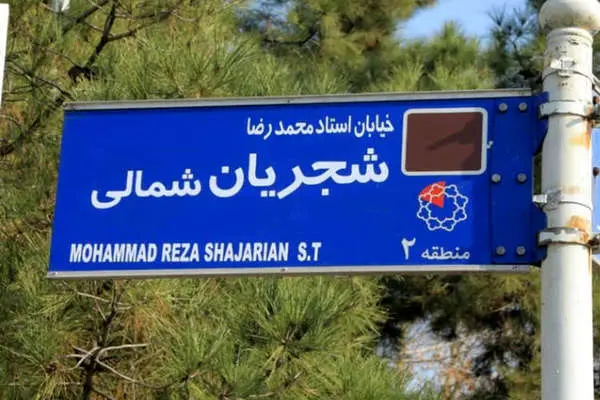 خیابان استاد محمد رضا
شجریان شمالی
منطقه ۲
MOHAMMAD REZA SHAJARIAN S.T